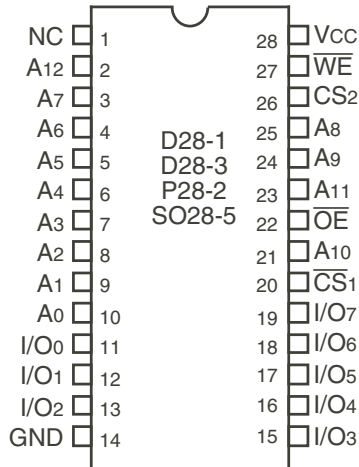 NC 1 28 VCC
A12 2 27 W̅E̅
A7 3 26 CS2
A6 4 25 A8
A5 5 24 A9
A4 6 23 A11
A3 7 22 O̅E̅
A2 8 21 A10
A1 9 20 C̅S̅1
A0 10 19 I/O7
I/O0 11 18 I/O6
I/O1 12 17 I/O5
I/O2 13 16 I/O4
GND 14 15 I/O3
D28-1
D28-3
P28-2
SO28-5